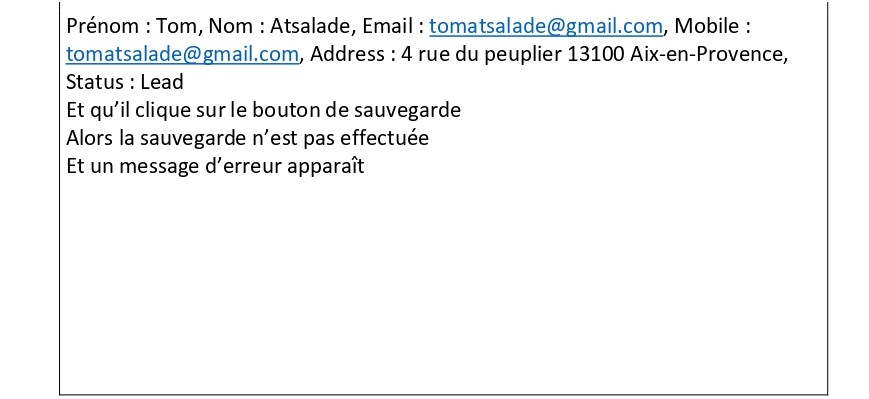 Prénom : Tom, Nom : Atsalade, Email : tomatsalade@gmail.com, Mobile :
tomatsalade@gmail.com, Address : 4 rue du peuplier 13100 Aix-en-Provence,
Status : Lead
Et qu’il clique sur le bouton de sauvegarde
Alors la sauvegarde n’est pas effectuée
Et un message d’erreur apparaît